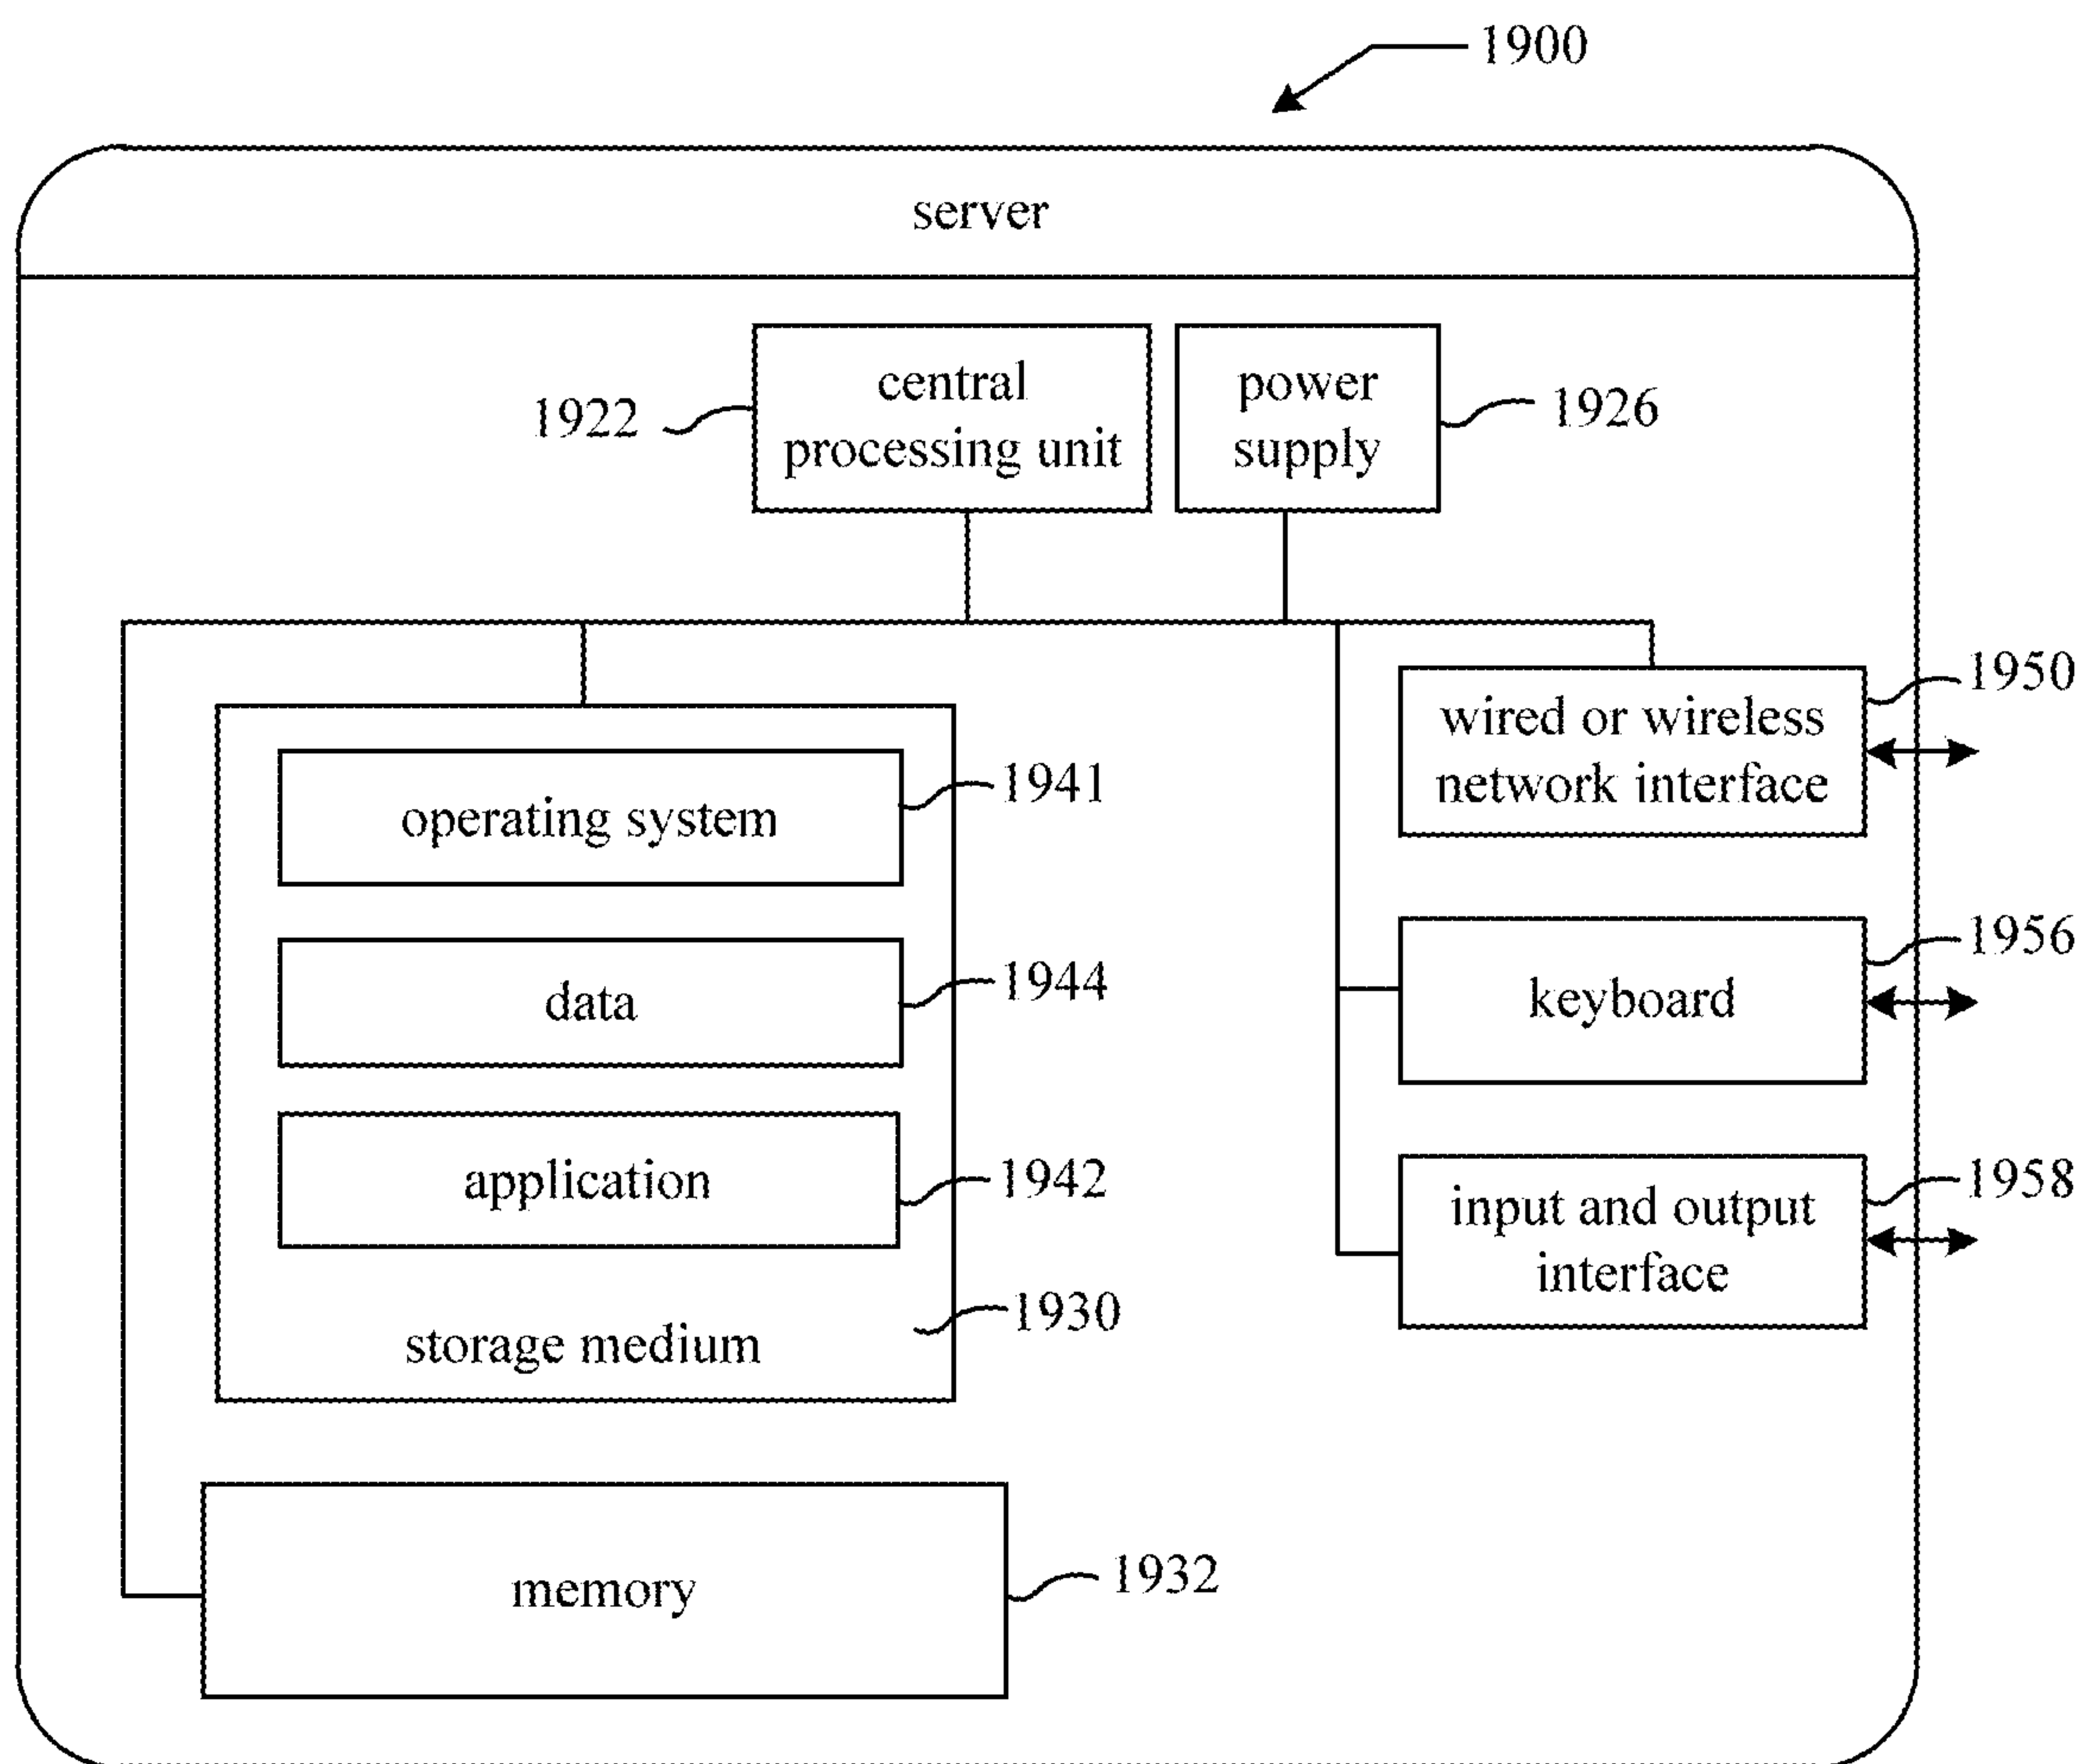 1900
server
central
processing unit
1922
power
supply
1926
wired or wireless
network interface
1950
operating system
1941
data
1944
keyboard
1956
application
1942
input and output
interface
1958
storage medium
1930
memory
1932